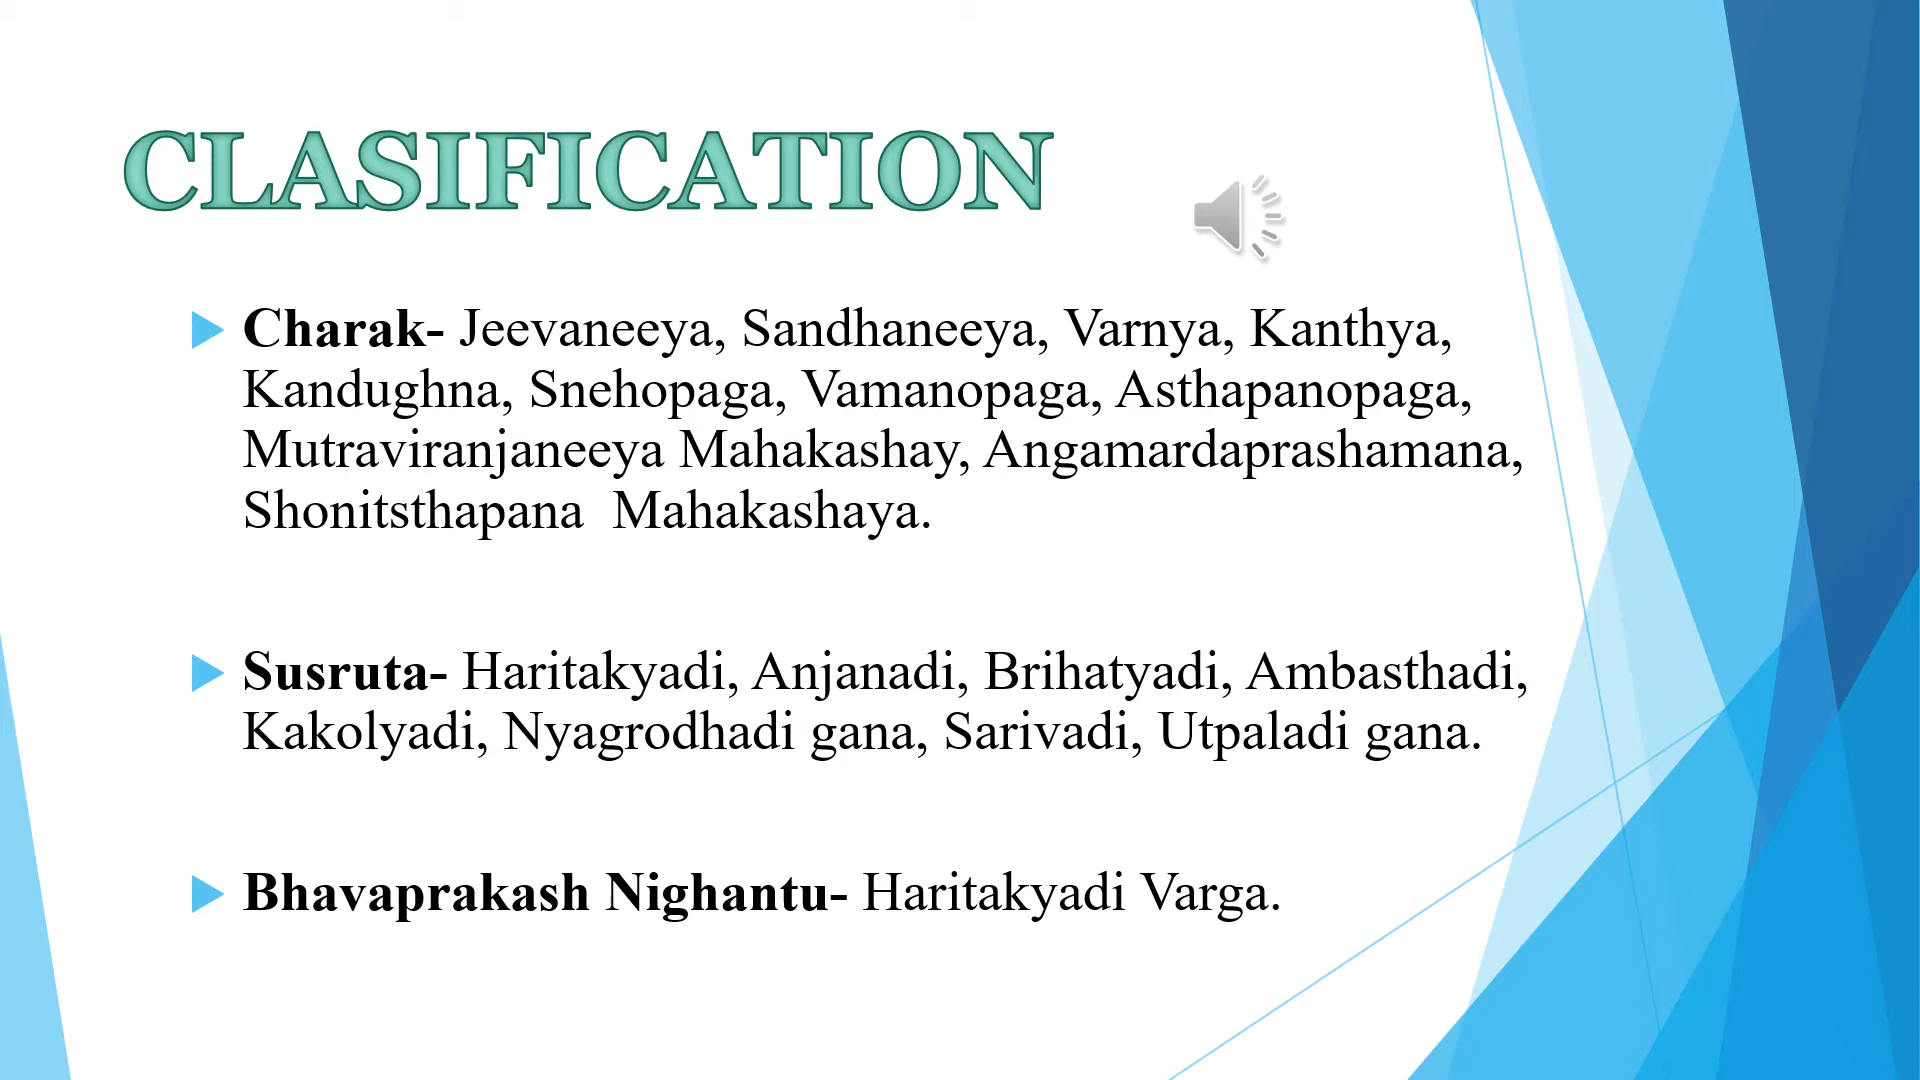 CLASIFICATION
Charak- Jeevaneeya, Sandhaneeya, Varnya, Kanthya,
Kandughna, Snehopaga, Vamanopaga, Asthapanopaga,
Mutraviranjaneeya Mahakashay, Angamardaprashamana,
Shonitsthapana  Mahakashaya.
Susruta- Haritakyadi, Anjanadi, Brihatyadi, Ambasthadi,
Kakolyadi, Nyagrodhadi gana, Sarivadi, Utpaladi gana.
Bhavaprakash Nighantu- Haritakyadi Varga.